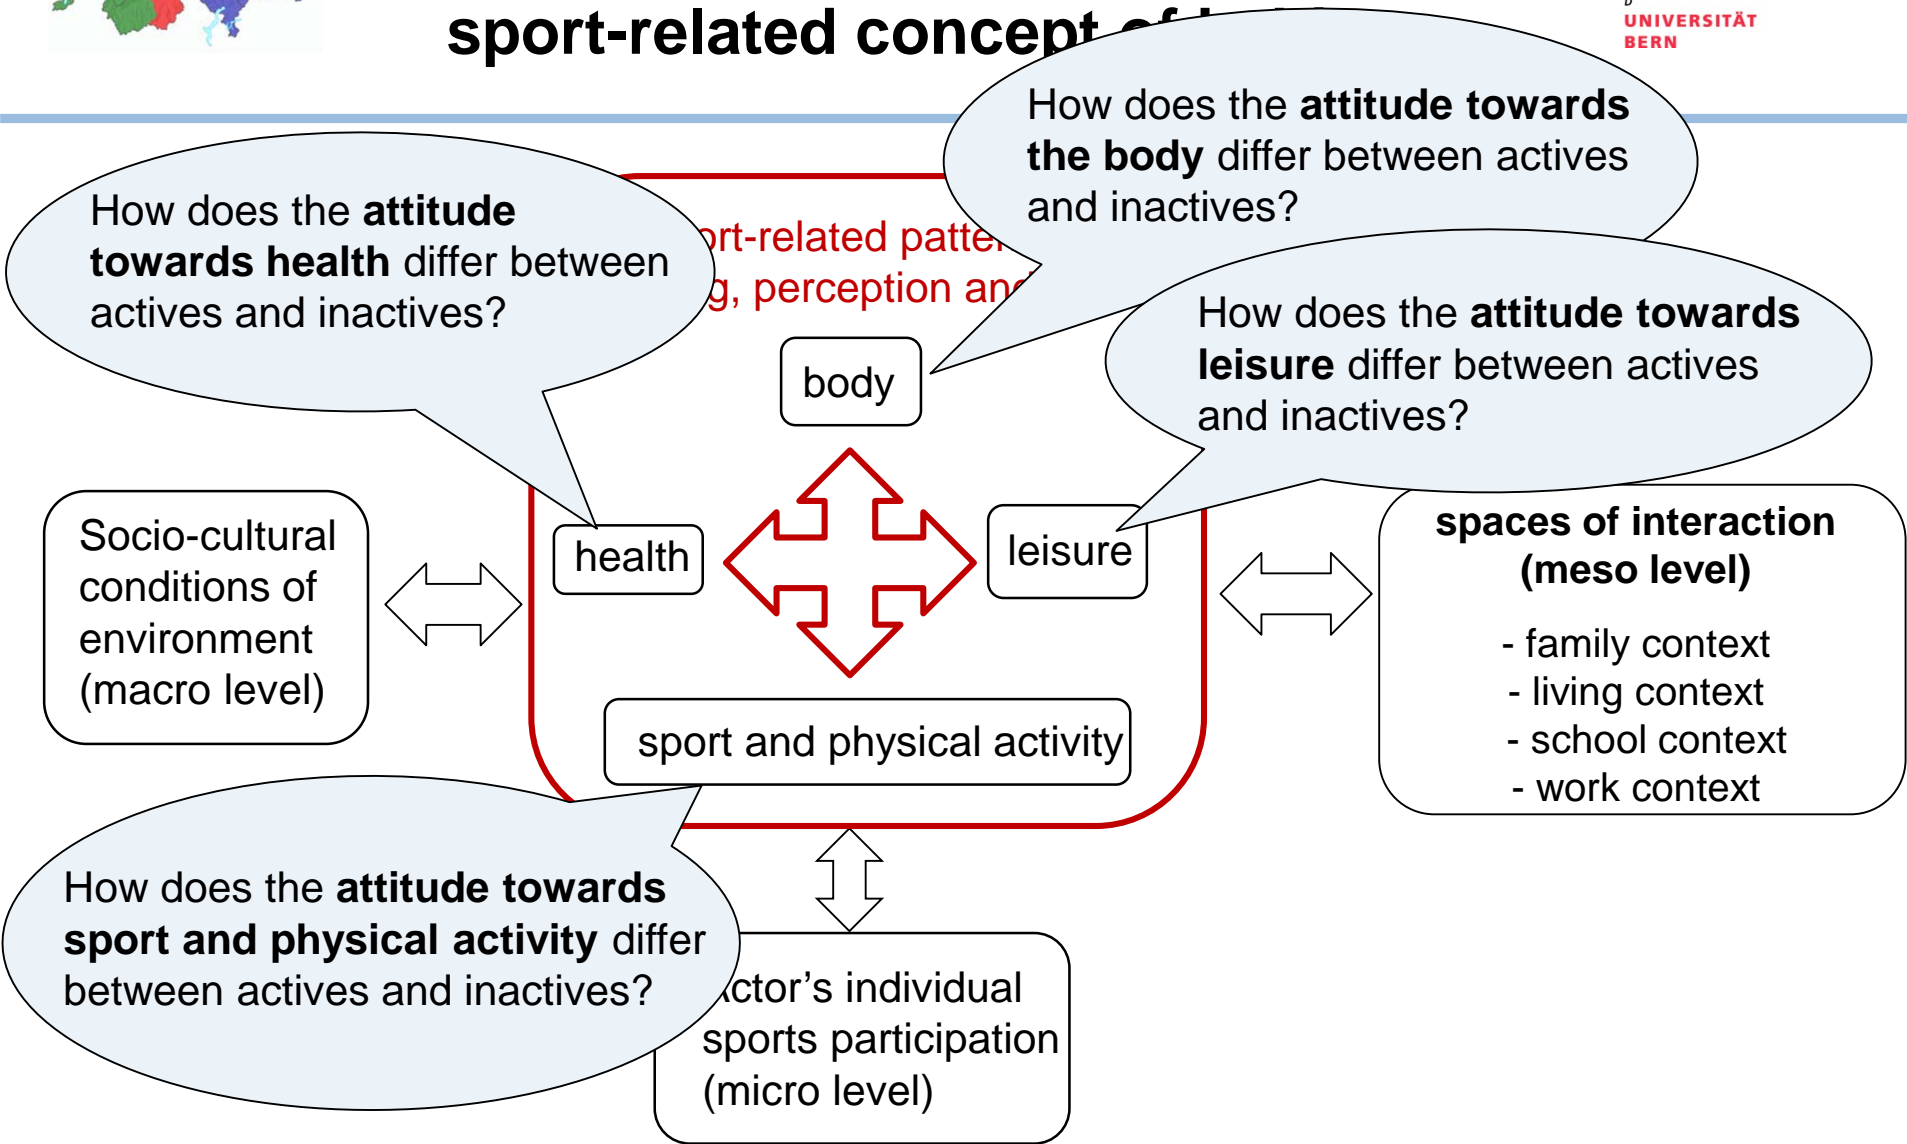 sport-related concept of
UNIVERSITÄT
BERN
How does the attitude towards
the body differ between actives
and inactives?
How does the attitude
towards health differ between
actives and inactives?
perception
How does the attitude towards
leisure differ between actives
and inactives?
body
health
leisure
sport and physical activity
Socio-cultural
conditions of
environment
(macro level)
spaces of interaction
(meso level)
- family context
- living context
- school context
- work context
How does the attitude towards
sport and physical activity differ
between actives and inactives?
Actor’s individual
sports participation
(micro level)